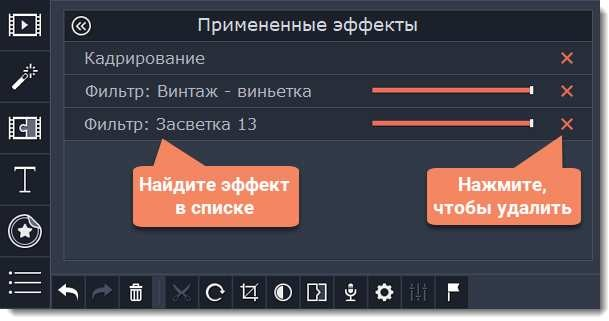 Примененные эффекты
Кадрирование
Фильтр: Винтаж - виньетка
Фильтр: Засветка 13
Найдите эффект
в списке
Нажмите,
чтобы удалить
T